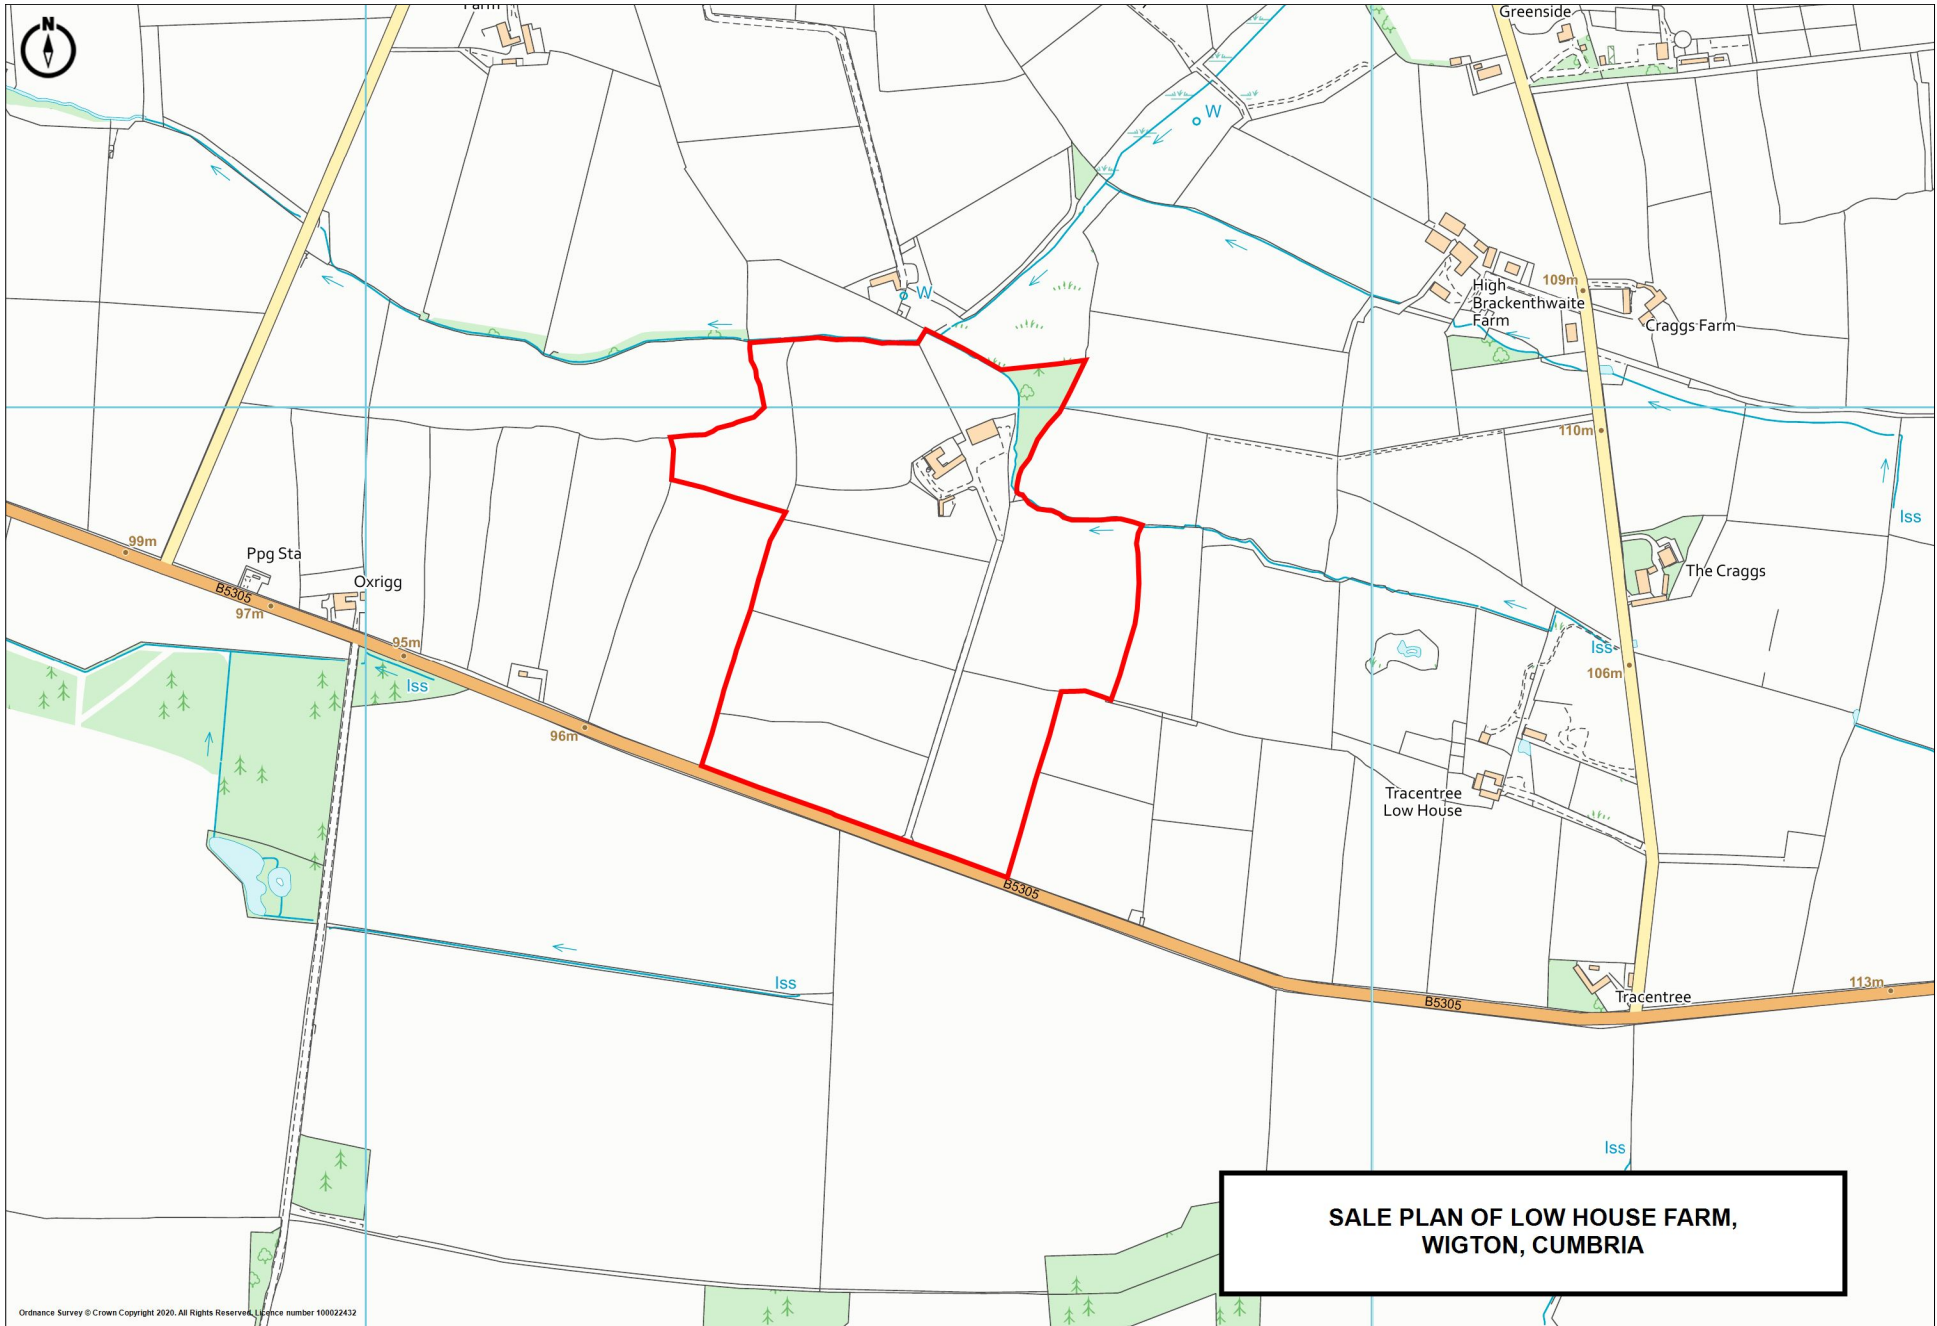 N
Farm
Greenside
W
W
109m
High
Brackenthwaite
Farm
Craggs Farm
110m
Iss
99m
Ppg Sta
Oxrigg
B5305
97m
95m
Iss
The Craggs
Iss
106m
96m
Tracentree
Low House
B5305
Iss
113m
B5305
Tracentree
Iss
SALE PLAN OF LOW HOUSE FARM,
WIGTON, CUMBRIA
Ordnance Survey © Crown Copyright 2020. All Rights Reserved. Licence number 100022432